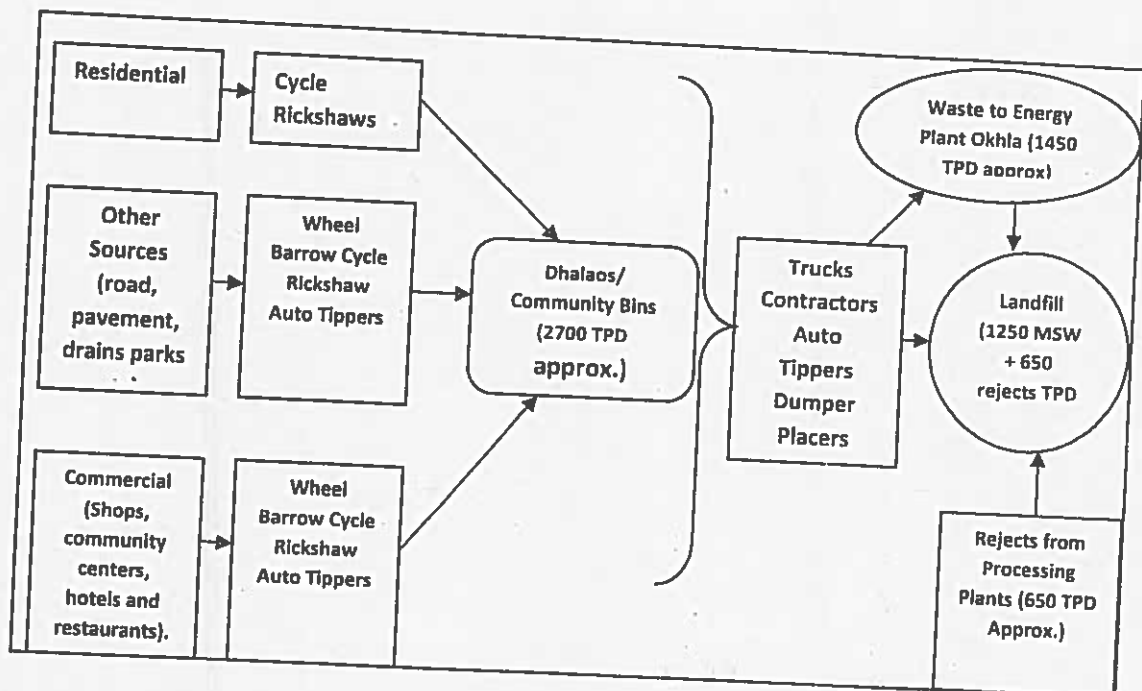 Residential
Cycle
Rickshaws
Other
Sources
(road,
pavement,
drains parks
Wheel
Barrow Cycle
Rickshaw
Auto Tippers
Commercial
(Shops,
community
centers,
hotels and
restaurants).
Wheel
Barrow Cycle
Rickshaw
Auto Tippers
Dhalaos/
Community Bins
(2700 TPD
approx.)
Trucks
Contractors
Auto
Tippers
Dumper
Placers
Waste to Energy
Plant Okhla (1450
TPD approx)
Landfill
(1250 MSW
+ 650
rejects TPD
Rejects from
Processing
Plants (650 TPD
Approx.)